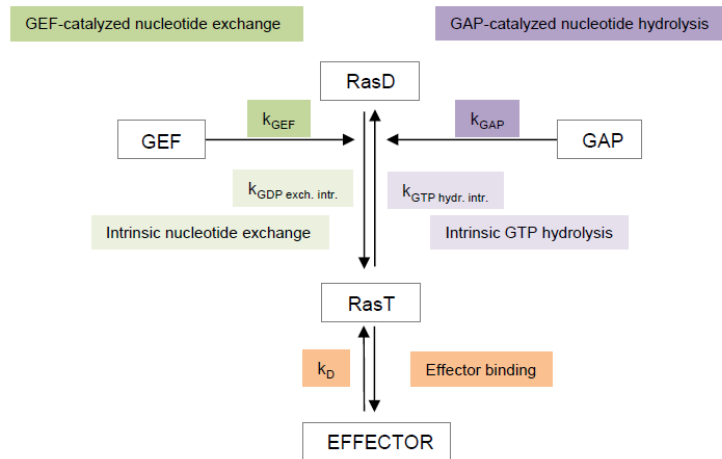 GEF-catalyzed nucleotide exchange
GAP-catalyzed nucleotide hydrolysis
RasD
kGEF
kGAP
GEF
GAP
kGDP exch. intr.
kGTP hydr. intr.
Intrinsic nucleotide exchange
Intrinsic GTP hydrolysis
RasT
kD
Effector binding
EFFECTOR